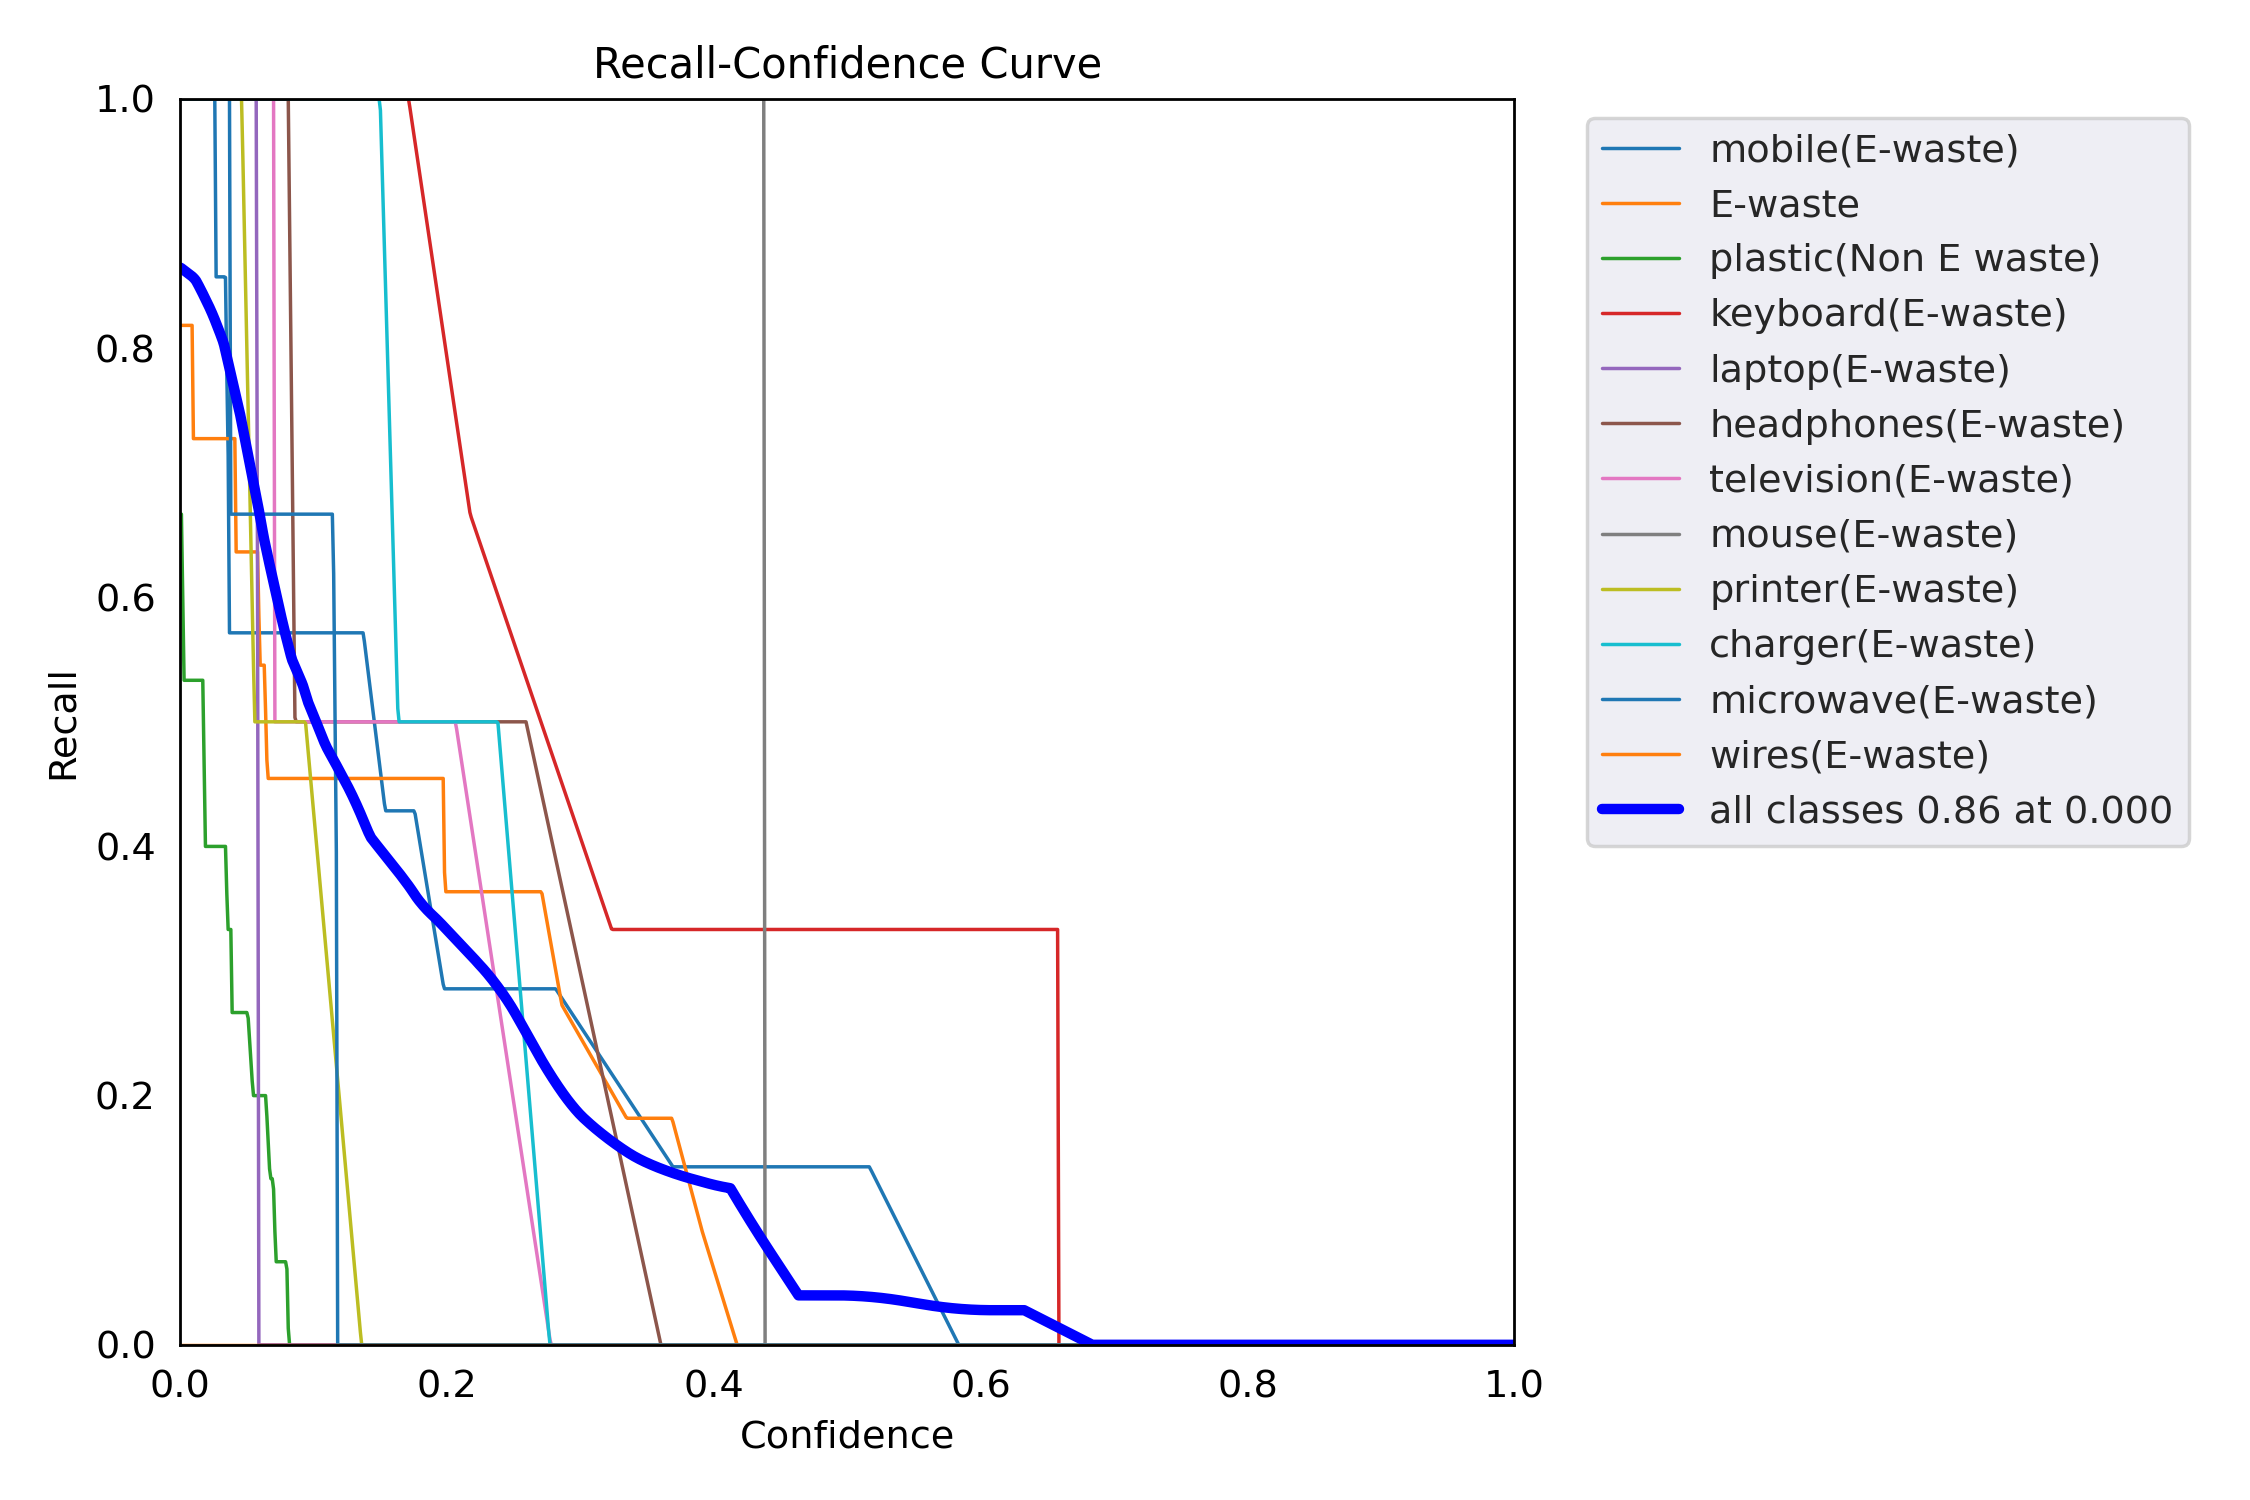 Recall-Confidence Curve
1.0
0.8
0.6
0.4
0.2
0.0
Recall
0.0 0.2 0.4 0.6 0.8 1.0
Confidence
mobile(E-waste)
E-waste
plastic(Non E waste)
keyboard(E-waste)
laptop(E-waste)
headphones(E-waste)
television(E-waste)
mouse(E-waste)
printer(E-waste)
charger(E-waste)
microwave(E-waste)
wires(E-waste)
all classes 0.86 at 0.000